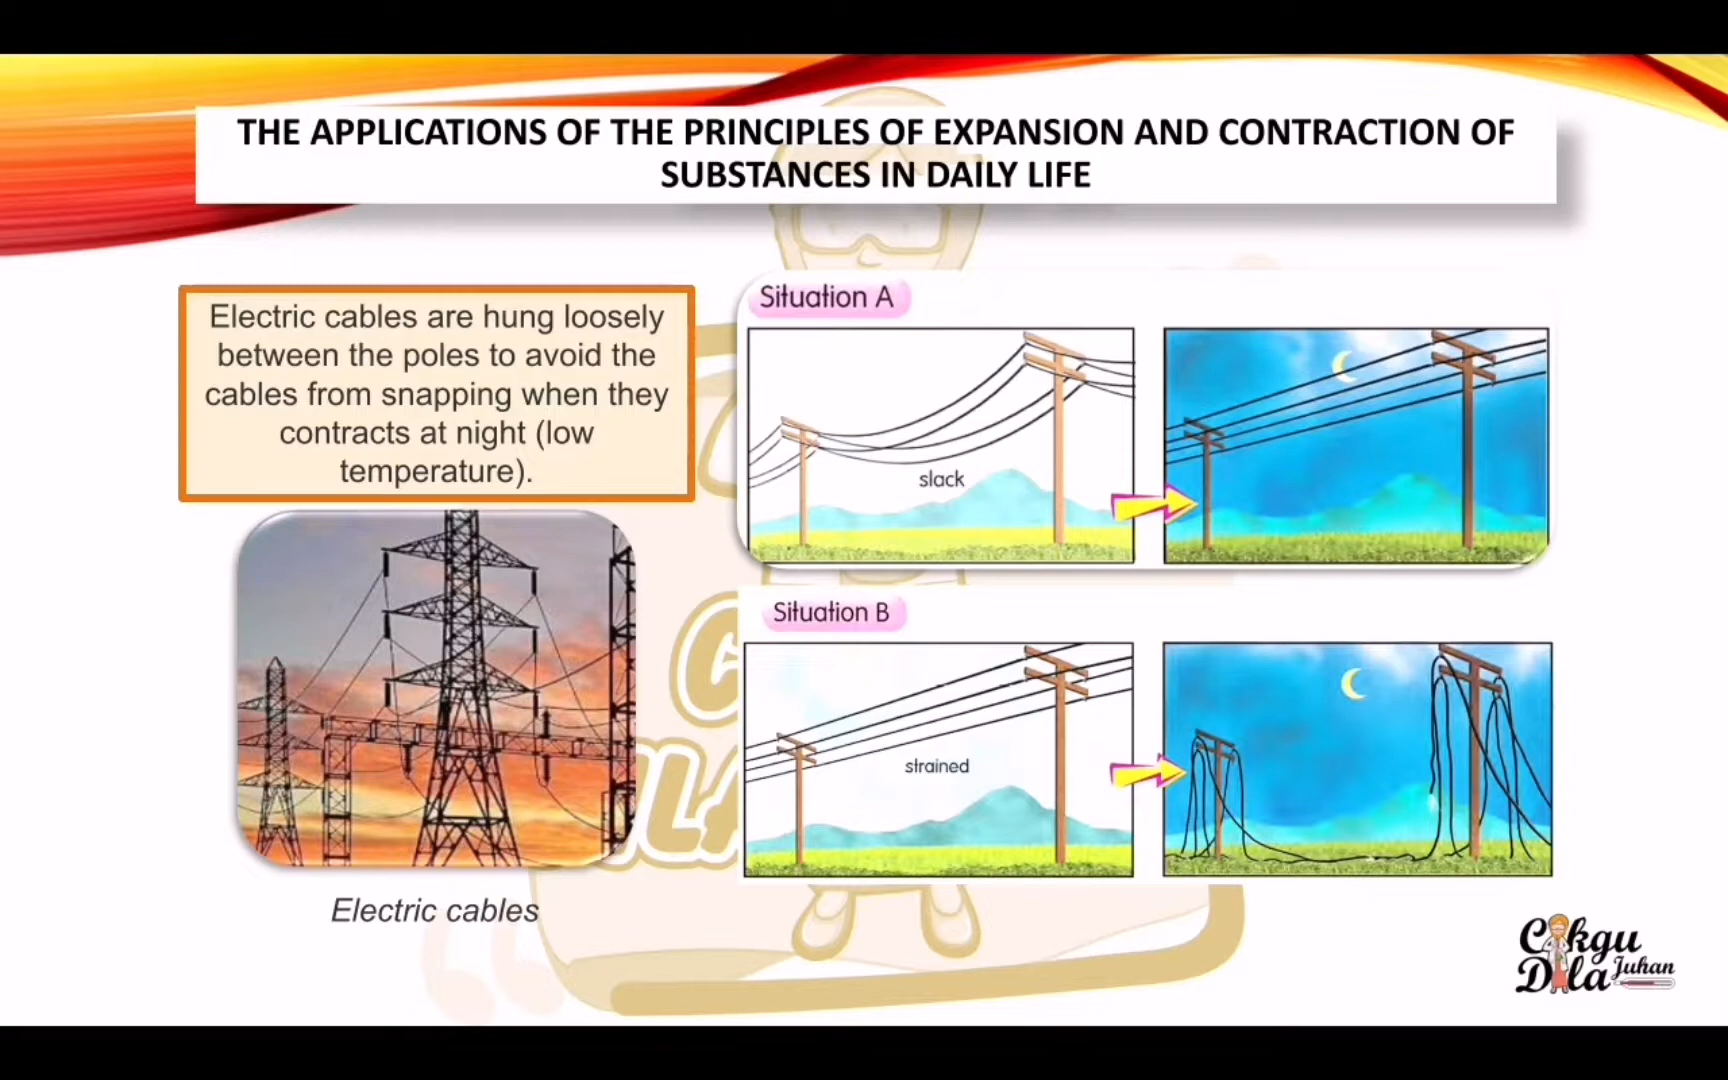 THE APPLICATIONS OF THE PRINCIPLES OF EXPANSION AND CONTRACTION OF
SUBSTANCES IN DAILY LIFE
Electric cables are hung loosely
between the poles to avoid the
cables from snapping when they
contracts at night (low
temperature).
Electric cables
Situation A
slack
Situation B
strained
Cikgu
Dila Juhan